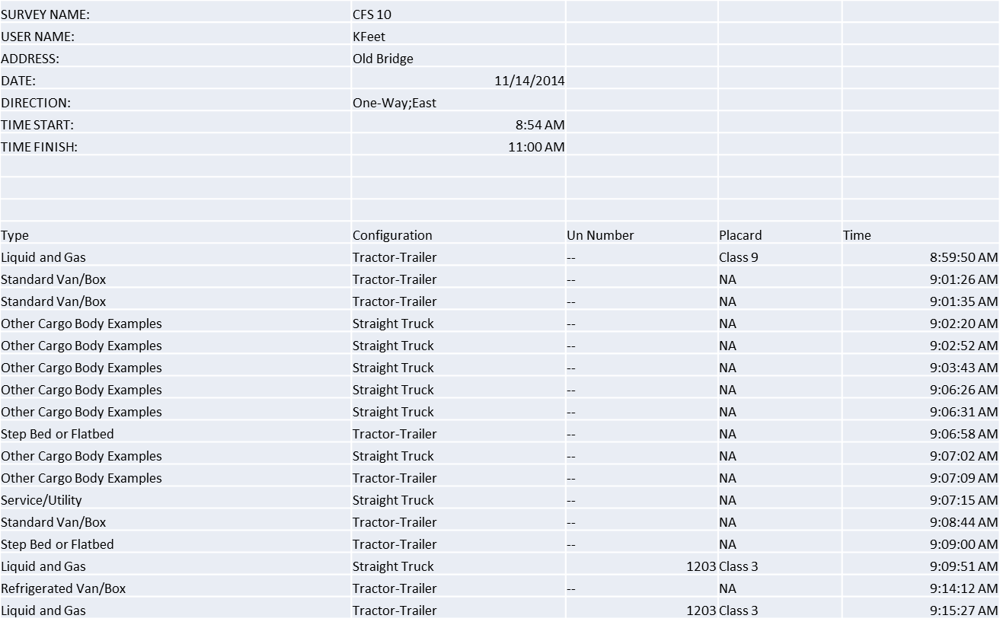 SURVEY NAME: CFS 10
USER NAME: KFeet
ADDRESS: Old Bridge
DATE: 11/14/2014
DIRECTION: One-Way;East
TIME START: 8:54 AM
TIME FINISH: 11:00 AM
Type Configuration Un Number Placard Time
Liquid and Gas Tractor-Trailer -- Class 9 8:59:50 AM
Standard Van/Box Tractor-Trailer -- NA 9:01:26 AM
Standard Van/Box Tractor-Trailer -- NA 9:01:35 AM
Other Cargo Body Examples Straight Truck -- NA 9:02:20 AM
Other Cargo Body Examples Straight Truck -- NA 9:02:52 AM
Other Cargo Body Examples Straight Truck -- NA 9:03:43 AM
Other Cargo Body Examples Straight Truck -- NA 9:06:26 AM
Other Cargo Body Examples Straight Truck -- NA 9:06:31 AM
Step Bed or Flatbed Tractor-Trailer -- NA 9:06:58 AM
Other Cargo Body Examples Straight Truck -- NA 9:07:02 AM
Other Cargo Body Examples Tractor-Trailer -- NA 9:07:09 AM
Service/Utility Straight Truck -- NA 9:07:15 AM
Standard Van/Box Tractor-Trailer -- NA 9:08:44 AM
Step Bed or Flatbed Tractor-Trailer -- NA 9:09:00 AM
Liquid and Gas Straight Truck 1203 Class 3 9:09:51 AM
Refrigerated Van/Box Tractor-Trailer -- NA 9:14:12 AM
Liquid and Gas Tractor-Trailer 1203 Class 3 9:15:27 AM